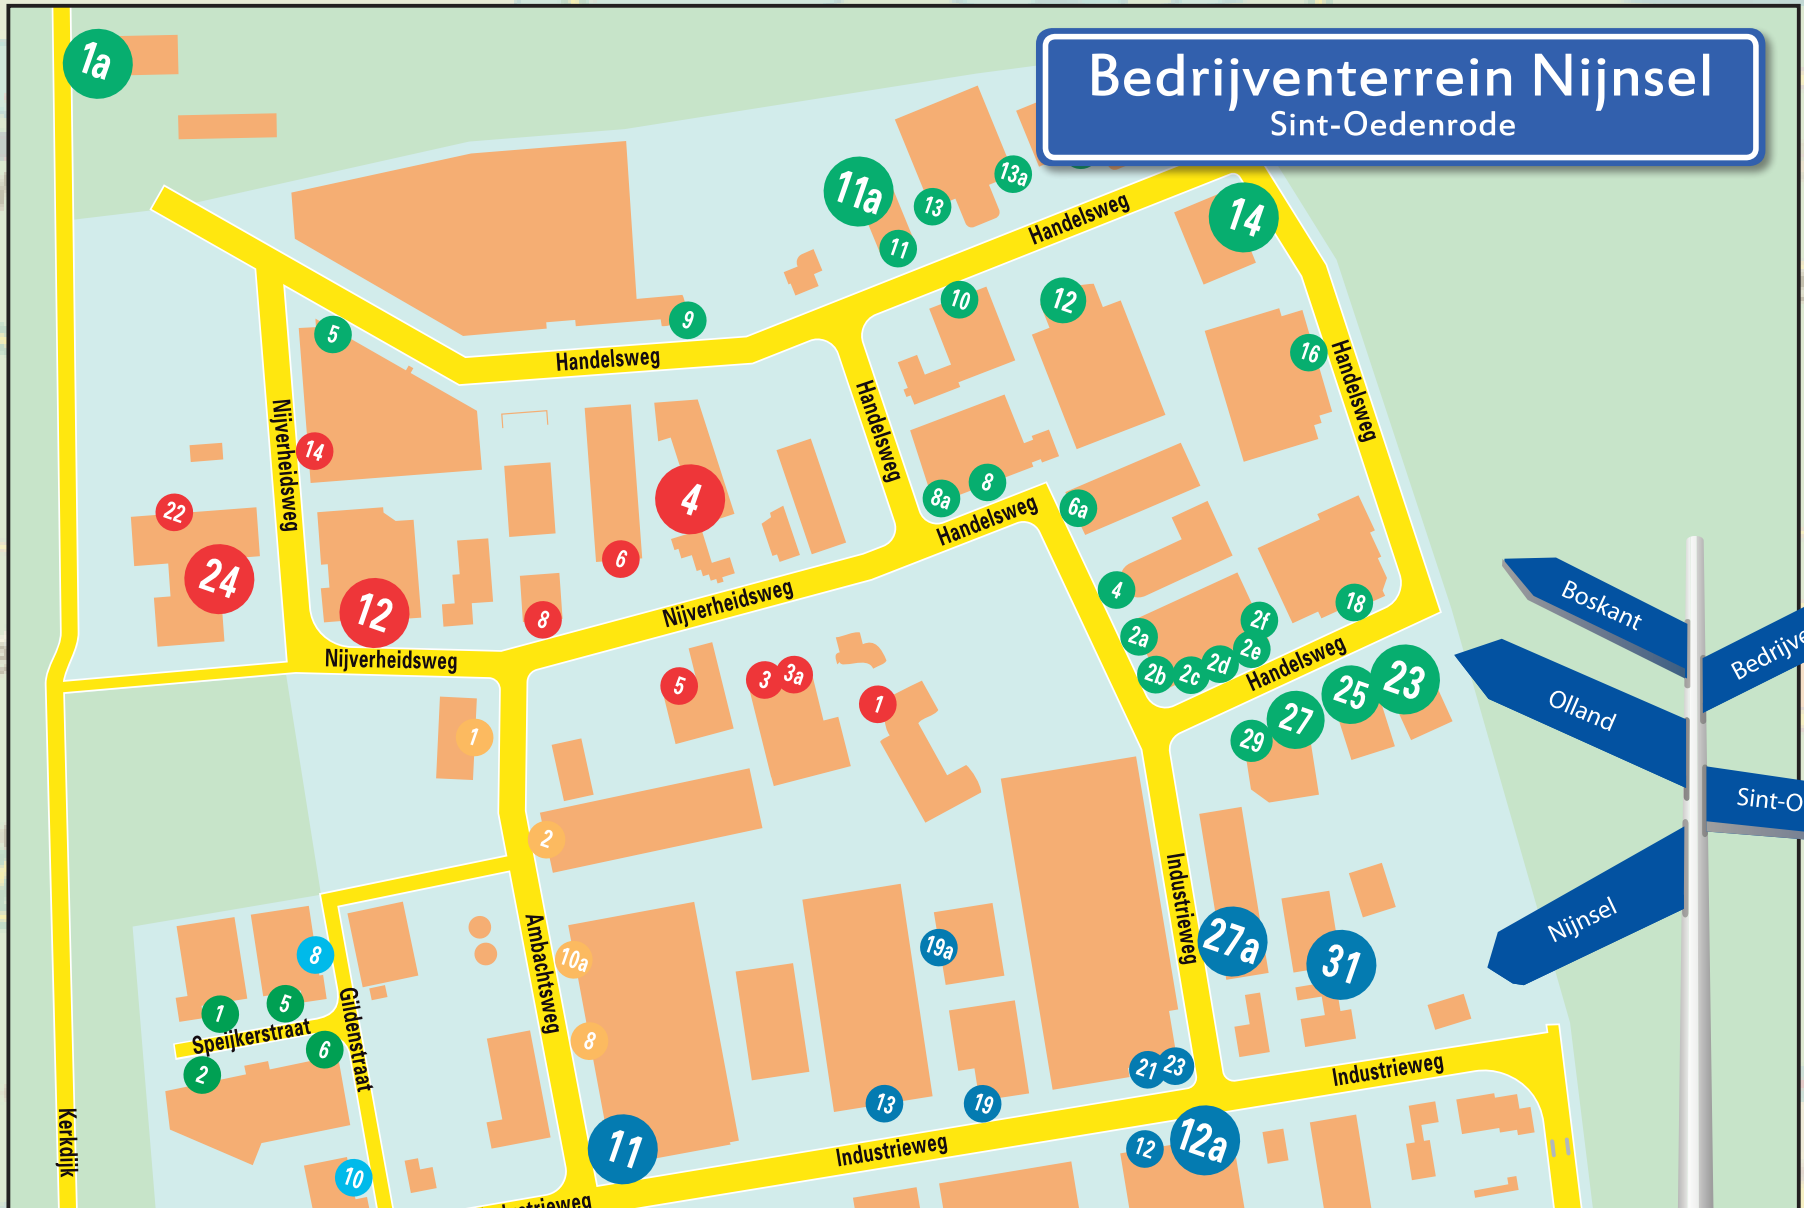 1a
Bedrijventerrein Nijnsel
Sint-Oedenrode
11a
13
13a
11
Handelsweg
14
5
9
Handelsweg
10
12
16
Handelsweg
Nijverheidsweg
14
Handelsweg
22
4
8a
8
6a
Handelsweg
24
12
6
8
Nijverheidsweg
4
18
Boskant
Nijverheidsweg
2a
2f
2e
2d
2c
2b
Handelsweg
5
3
3a
1
23
25
27
29
Olland
1
2
Sint-O
Industrieweg
Ambachtsweg
10a
19a
27a
31
Nijnsel
8
5
1
Speijkerstraat
6
2
Gildenstraat
8
21
23
Industrieweg
13
19
Kerkdijk
11
Industrieweg
12
12a
10